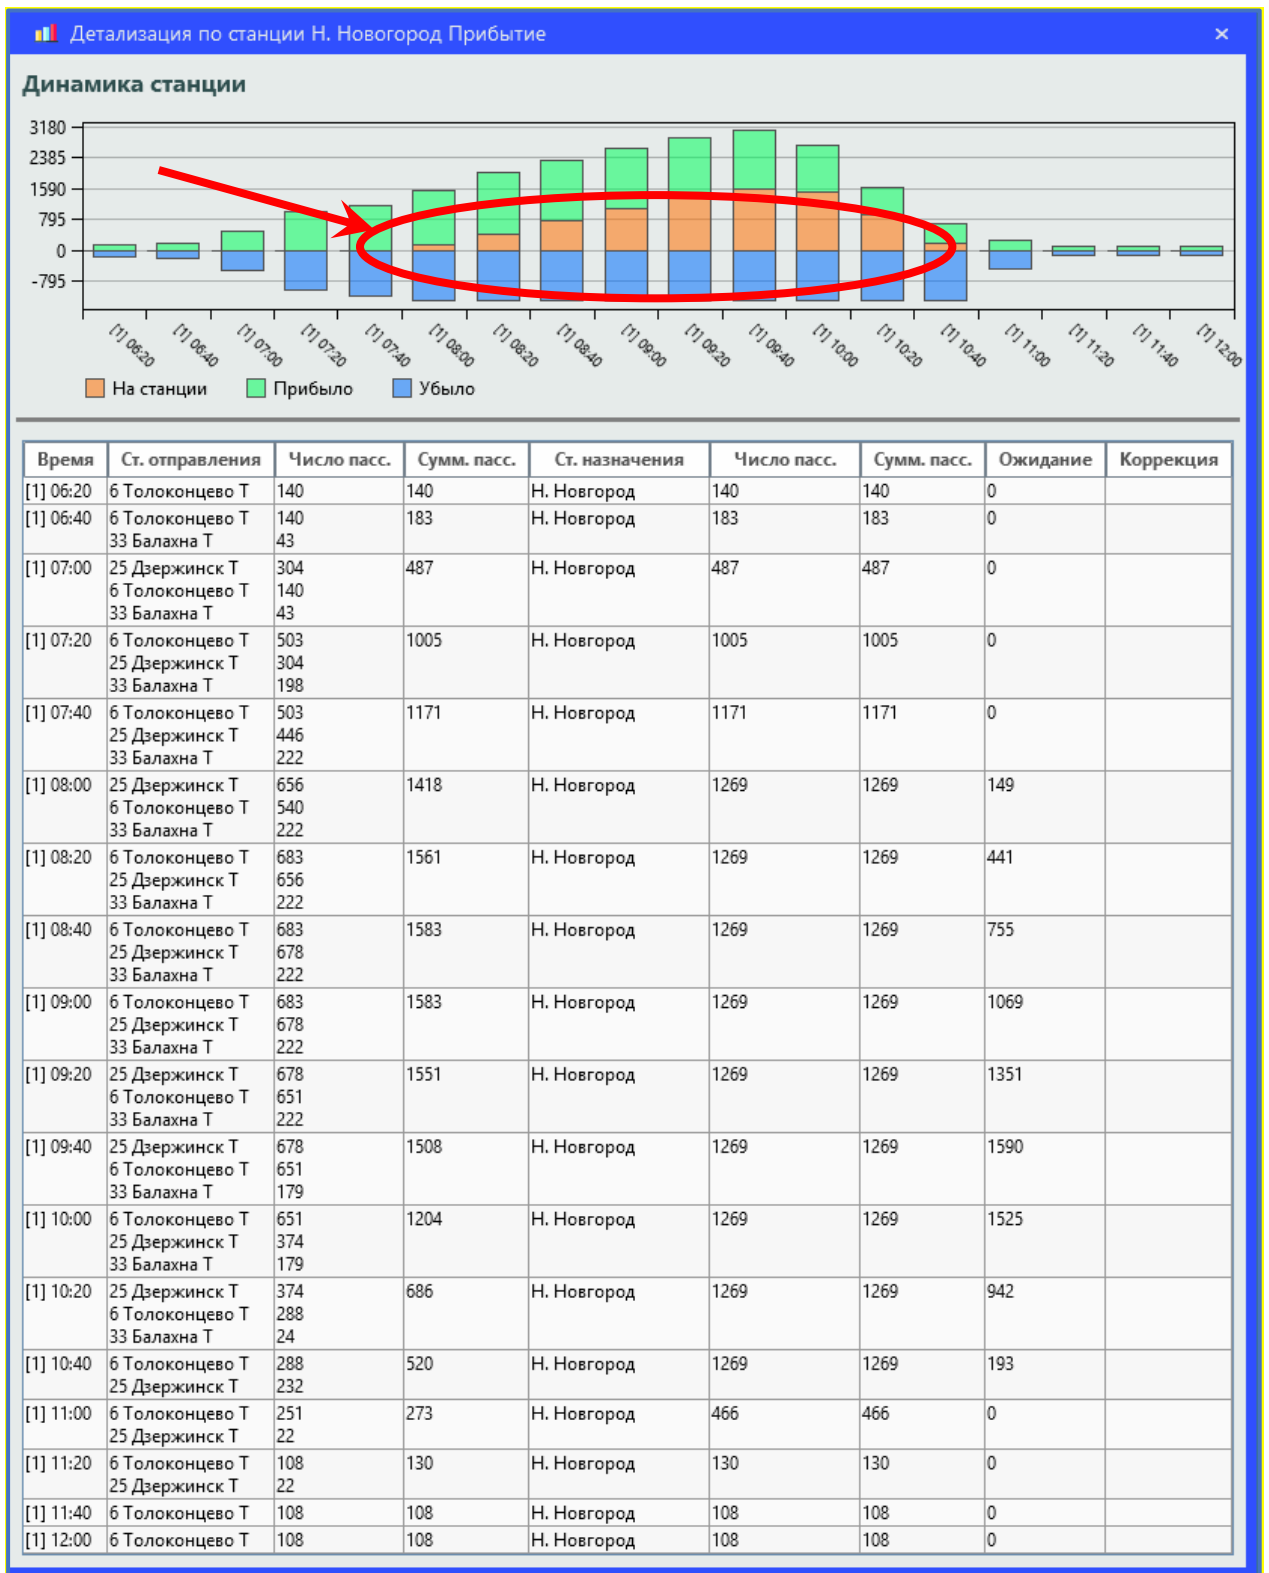 Детализация по станции Н. Новогород Прибытие
Динамика станции
3180
2385
1590
795
0
-795
[1] 06:20 [1] 06:40 [1] 07:00 [1] 07:20 [1] 07:40 [1] 08:00 [1] 08:20 [1] 08:40 [1] 09:00 [1] 09:20 [1] 09:40 [1] 10:00 [1] 10:20 [1] 10:40 [1] 11:00 [1] 11:20 [1] 11:40 [1] 12:00
На станции Прибыло Убыло
Время Ст. отправления Число пасс. Сумм. пасс. Ст. назначения Число пасс. Сумм. пасс. Ожидание Коррекция
[1] 06:20 6 Толоконцево Т 140 140 Н. Новгород 140 140 0
[1] 06:40 6 Толоконцево Т 140 183 Н. Новгород 183 183 0
33 Балахна Т 43
[1] 07:00 25 Дзержинск Т 304 487 Н. Новгород 487 487 0
6 Толоконцево Т 140
33 Балахна Т 43
[1] 07:20 6 Толоконцево Т 503 1005 Н. Новгород 1005 1005 0
25 Дзержинск Т 304
33 Балахна Т 198
[1] 07:40 6 Толоконцево Т 503 1171 Н. Новгород 1171 1171 0
25 Дзержинск Т 446
33 Балахна Т 222
[1] 08:00 25 Дзержинск Т 656 1418 Н. Новгород 1269 1269 149
6 Толоконцево Т 540
33 Балахна Т 222
[1] 08:20 6 Толоконцево Т 683 1561 Н. Новгород 1269 1269 441
25 Дзержинск Т 656
33 Балахна Т 222
[1] 08:40 6 Толоконцево Т 683 1583 Н. Новгород 1269 1269 755
25 Дзержинск Т 678
33 Балахна Т 222
[1] 09:00 6 Толоконцево Т 683 1583 Н. Новгород 1269 1269 1069
25 Дзержинск Т 678
33 Балахна Т 222
[1] 09:20 25 Дзержинск Т 678 1551 Н. Новгород 1269 1269 1351
6 Толоконцево Т 651
33 Балахна Т 222
[1] 09:40 25 Дзержинск Т 678 1508 Н. Новгород 1269 1269 1590
6 Толоконцево Т 651
33 Балахна Т 179
[1] 10:00 6 Толоконцево Т 651 1204 Н. Новгород 1269 1269 1525
25 Дзержинск Т 374
33 Балахна Т 179
[1] 10:20 25 Дзержинск Т 374 686 Н. Новгород 1269 1269 942
6 Толоконцево Т 288
33 Балахна Т 24
[1] 10:40 6 Толоконцево Т 288 520 Н. Новгород 1269 1269 193
25 Дзержинск Т 232
[1] 11:00 6 Толоконцево Т 251 273 Н. Новгород 466 466 0
25 Дзержинск Т 22
[1] 11:20 6 Толоконцево Т 108 130 Н. Новгород 130 130 0
25 Дзержинск Т 22
[1] 11:40 6 Толоконцево Т 108 108 Н. Новгород 108 108 0
[1] 12:00 6 Толоконцево Т 108 108 Н. Новгород 108 108 0